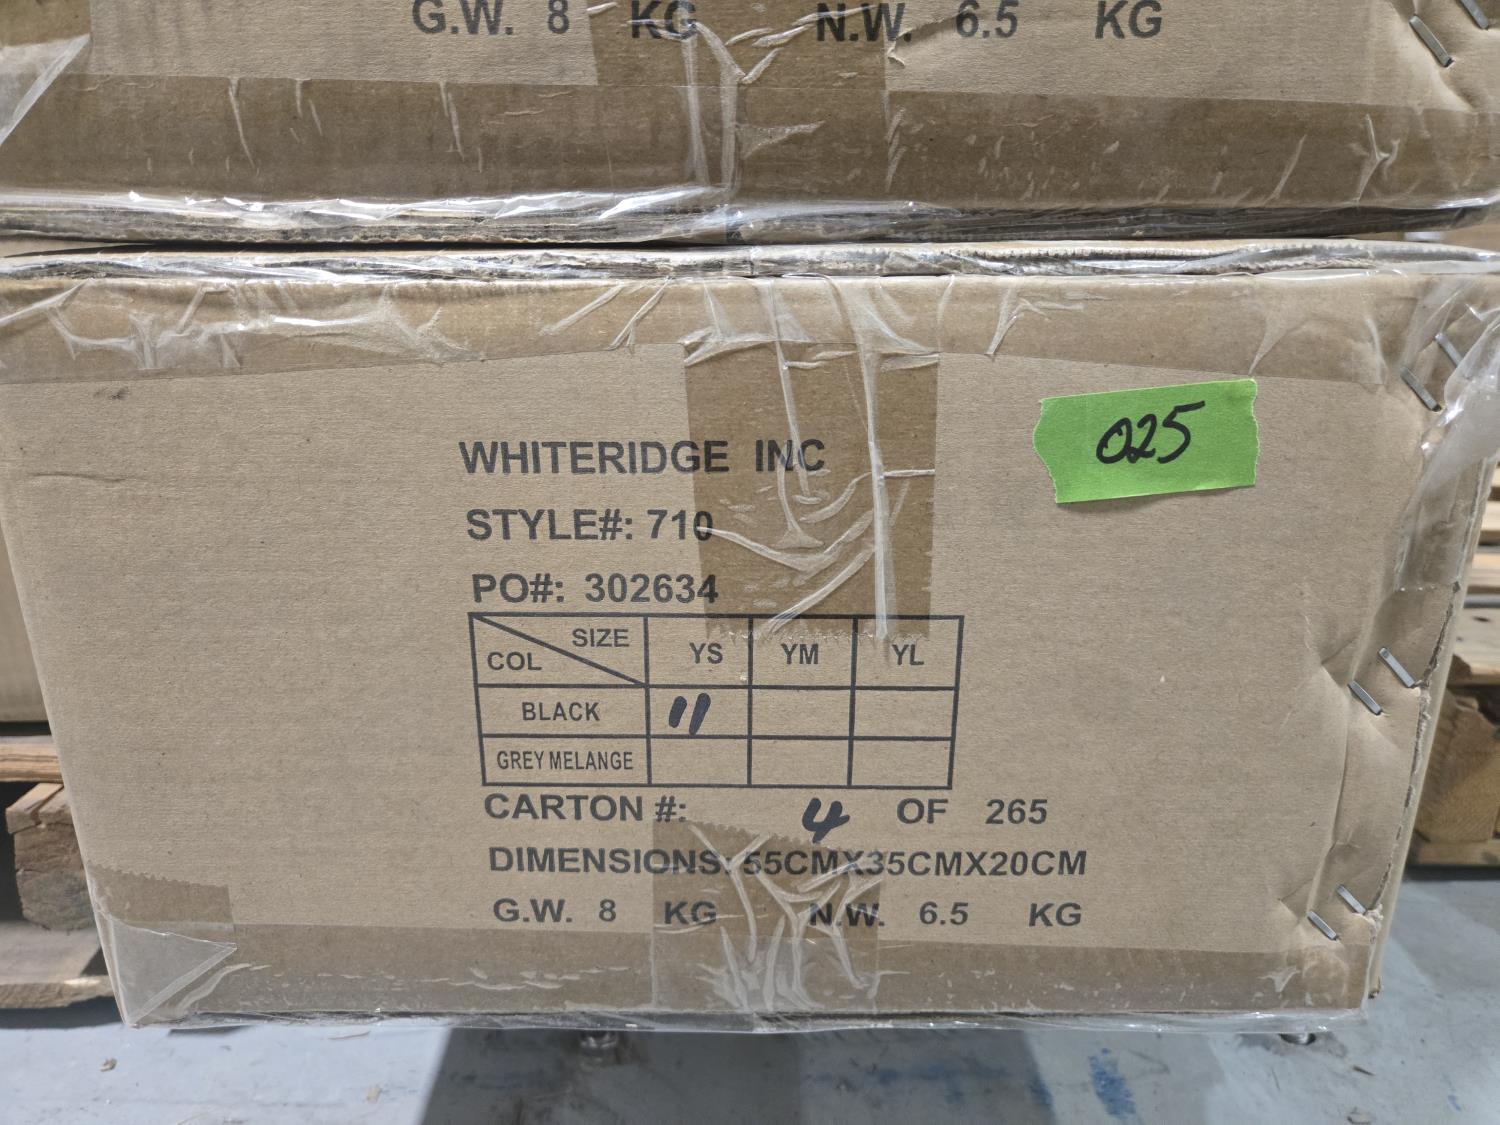 G.W. 8 KG N.W. 6.5 KG
025
WHITERIDGE INC
STYLE#: 710
PO#: 302634
SIZE
COL YS YM YL
BLACK 11
GREY MELANGE
CARTON #: 4 OF 265
DIMENSIONS: 55CMX35CMX20CM
G.W. 8 KG N.W. 6.5 KG